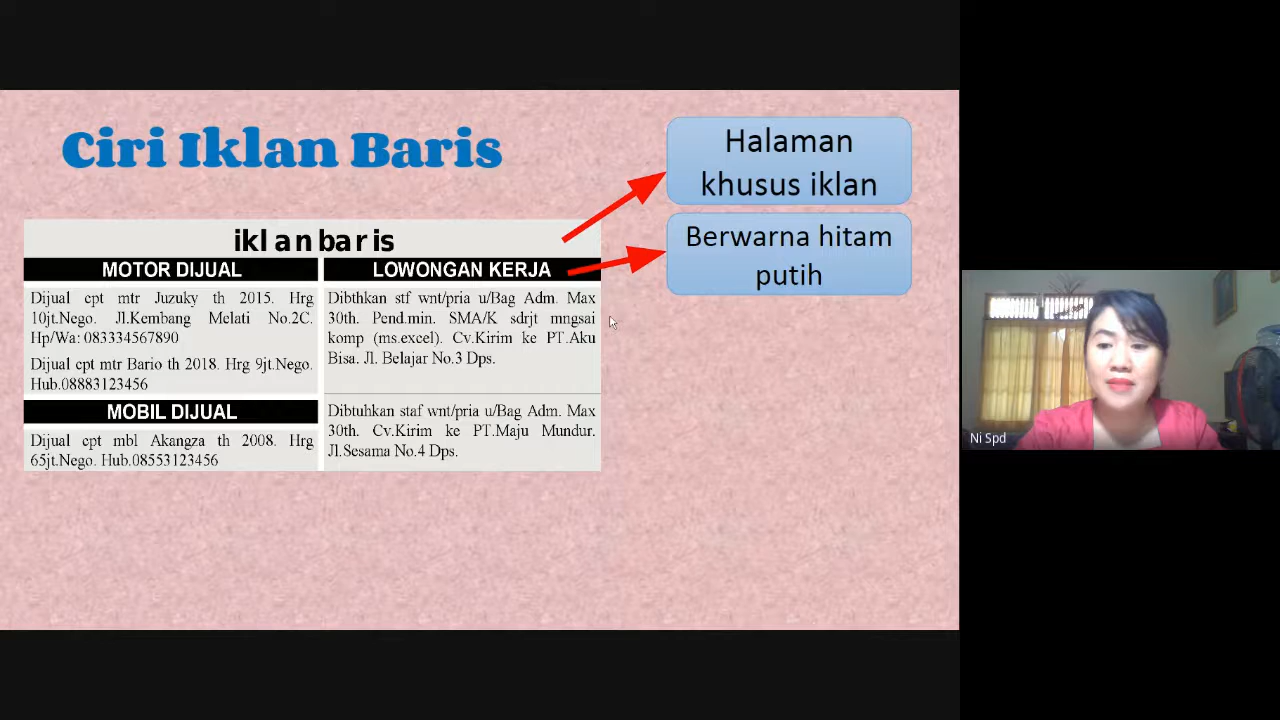 Ciri Iklan Baris
iklanbaris
MOTOR DIJUAL
Dijual cpt mtr Juzuky th 2015. Hrg
10jt.Nego. Jl.Kembang Melati No.2C.
Hp/Wa: 083334567890
Dijual cpt mtr Bario th 2018. Hrg 9jt.Nego.
Hub.08883123456
MOBIL DIJUAL
Dijual cpt mbl Akangza th 2008. Hrg
65jt.Nego. Hub.08553123456
LOWONGAN KERJA
Dibthkan stf wnt/pria u/Bag Adm. Max
30th. Pend.min. SMA/K sdrjt mngsai
komp (ms.excel). Cv.Kirim ke PT.Aku
Bisa. Jl. Belajar No.3 Dps.
Dibtuhkan staf wnt/pria u/Bag Adm. Max
30th. Cv.Kirim ke PT.Maju Mundur.
Jl.Sesama No.4 Dps.
Halaman
khusus iklan
Berwarna hitam
putih
Ni Spd